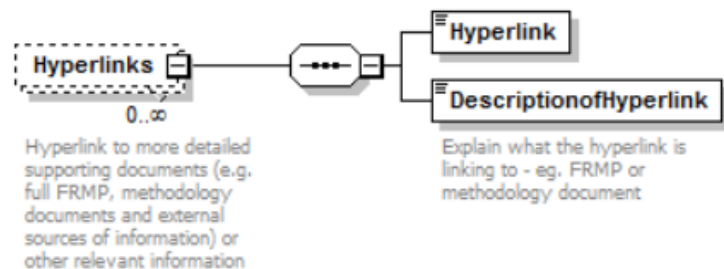 Hyperlink
Hyperlinks
DescriptionofHyperlink
0..∞
Hyperlink to more detailed
supporting documents (e.g.
full FRMP, methodology
documents and external
sources of information) or
other relevant information
Explain what the hyperlink is
linking to - eg. FRMP or
methodology document